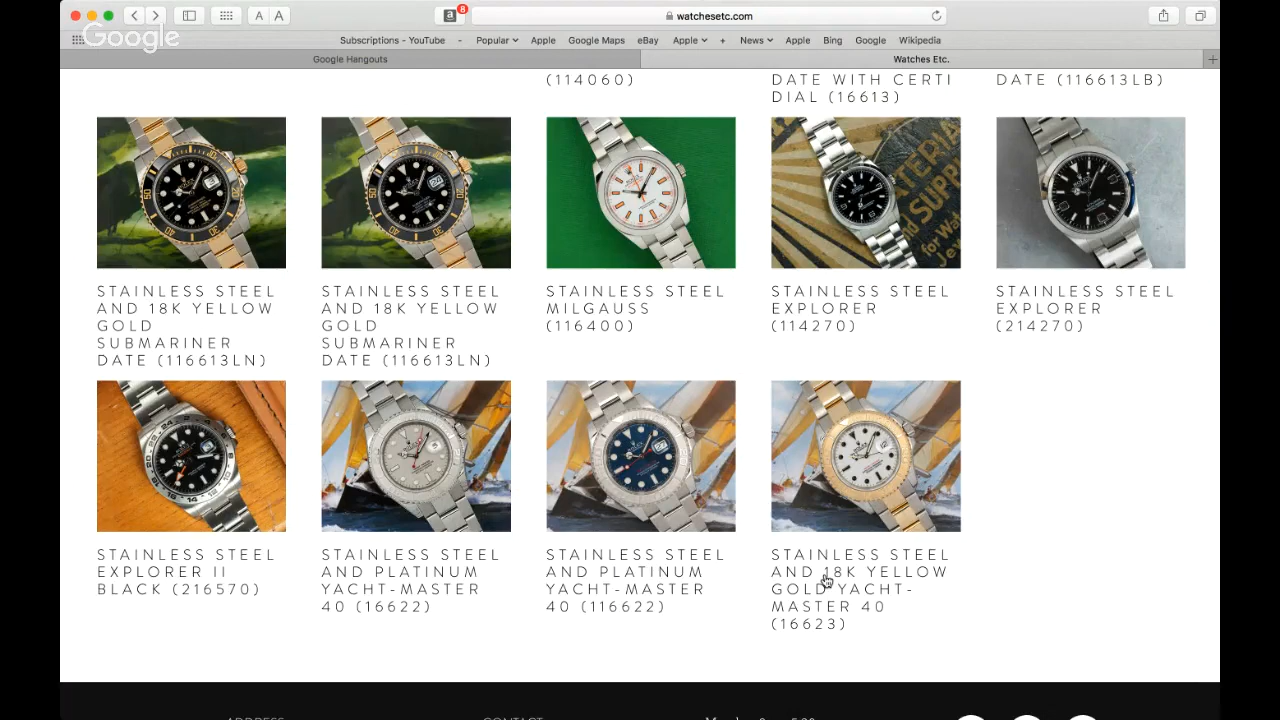 A A
8
watchesetc.com
Google
Subscriptions - YouTube - Popular Apple Google Maps eBay Apple + News Apple Bing Google Wikipedia
Google Hangouts
Watches Etc.
(114060)
DATE WITH CERTI
DIAL (16613)
DATE (116613LB)
STAINLESS STEEL
AND 18K YELLOW
GOLD
SUBMARINER
DATE (116613LN)
STAINLESS STEEL
AND 18K YELLOW
GOLD
SUBMARINER
DATE (116613LN)
STAINLESS STEEL
MILGAUSS
(116400)
STAINLESS STEEL
EXPLORER
(114270)
STAINLESS STEEL
EXPLORER
(214270)
STAINLESS STEEL
EXPLORER II
BLACK (216570)
STAINLESS STEEL
AND PLATINUM
YACHT-MASTER
40 (16622)
STAINLESS STEEL
AND PLATINUM
YACHT-MASTER
40 (116622)
STAINLESS STEEL
AND 18K YELLOW
GOLD YACHT-
MASTER 40
(16623)